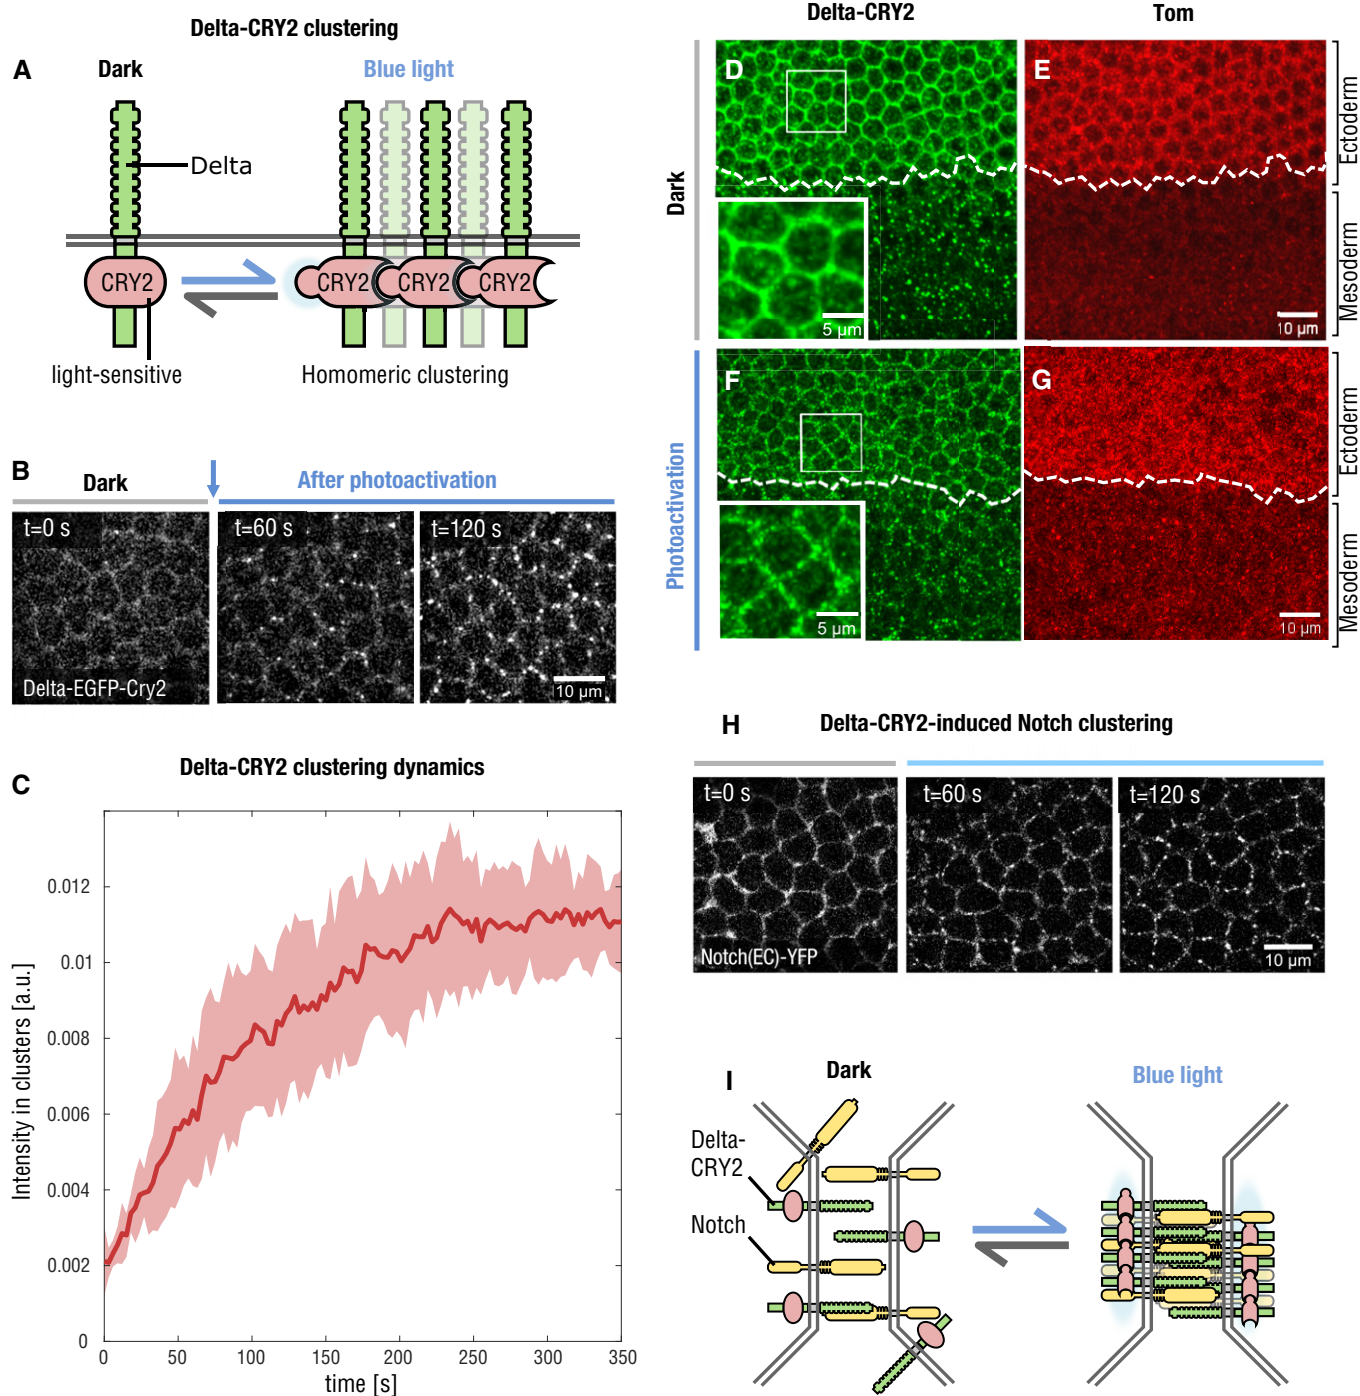 Delta-CRY2 clustering
A
Dark
Blue light
Delta
CRY2
CRY2
CRY2
CRY2
light-sensitive
Homomeric clustering
B
Dark
After photoactivation
t=0 s
t=60 s
t=120 s
Delta-EGFP-Cry2
10 µm
C
Delta-CRY2 clustering dynamics
Intensity in clusters [a.u.]
0.012
0.01
0.008
0.006
0.004
0.002
0
0
50
100
150
200
250
300
350
time [s]
Delta-CRY2
Tom
Dark
D
E
5 µm
10 µm
Ectoderm
Mesoderm
Photoactivation
F
G
5 µm
10 µm
Ectoderm
Mesoderm
H
Delta-CRY2-induced Notch clustering
t=0 s
t=60 s
t=120 s
Notch(EC)-YFP
10 µm
I
Dark
Blue light
Delta-
CRY2
Notch